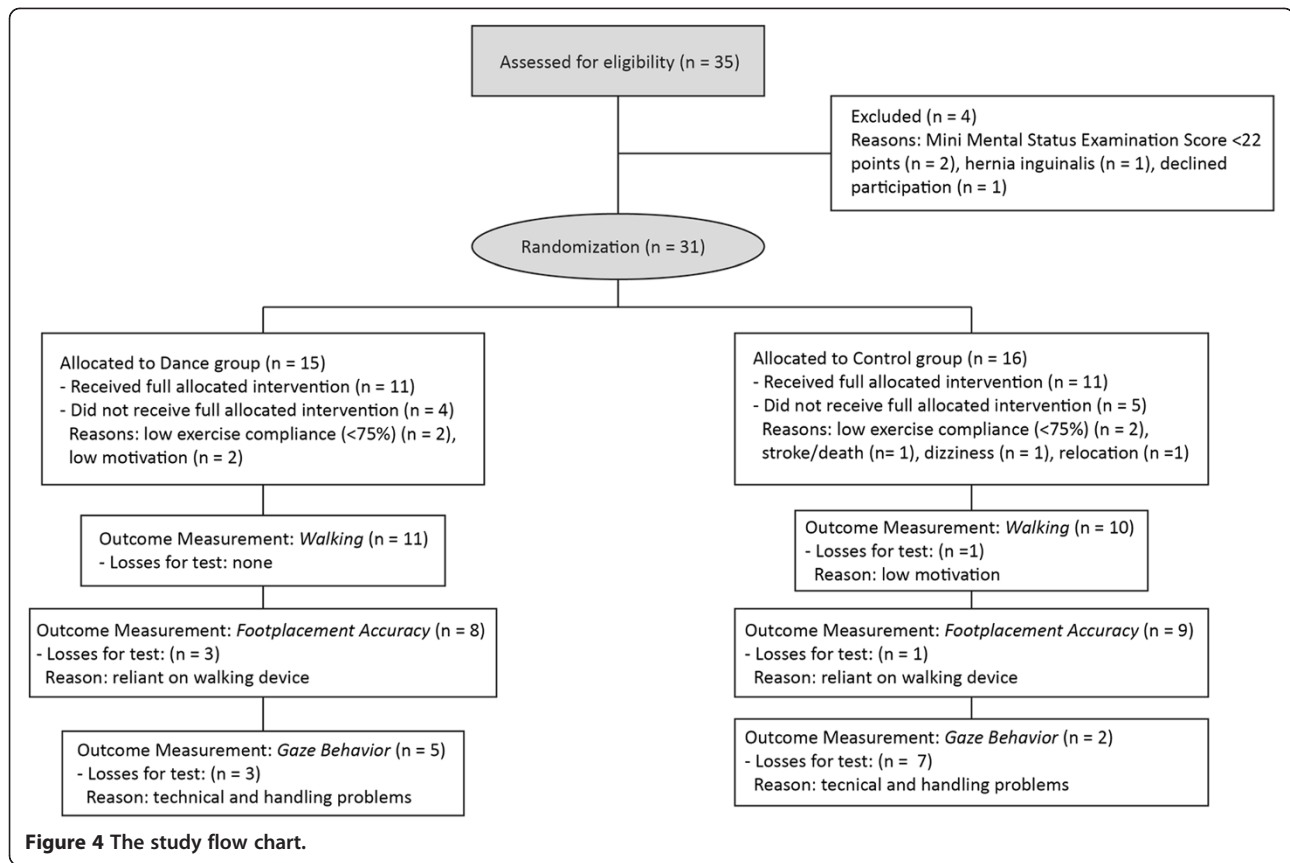 Assessed for eligibility (n = 35)
Excluded (n = 4)
Reasons: Mini Mental Status Examination Score <22
points (n = 2), hernia inguinalis (n = 1), declined
participation (n = 1)
Randomization (n = 31)
Allocated to Dance group (n = 15)
- Received full allocated intervention (n = 11)
- Did not receive full allocated intervention (n = 4)
Reasons: low exercise compliance (<75%) (n = 2),
low motivation (n = 2)
Allocated to Control group (n = 16)
- Received full allocated intervention (n = 11)
- Did not receive full allocated intervention (n = 5)
Reasons: low exercise compliance (<75%) (n = 2),
stroke/death (n= 1), dizziness (n = 1), relocation (n =1)
Outcome Measurement: Walking (n = 11)
- Losses for test: none
Outcome Measurement: Walking (n = 10)
- Losses for test: (n =1)
Reason: low motivation
Outcome Measurement: Footplacement Accuracy (n = 8)
- Losses for test: (n = 3)
Reason: reliant on walking device
Outcome Measurement: Footplacement Accuracy (n = 9)
- Losses for test: (n = 1)
Reason: reliant on walking device
Outcome Measurement: Gaze Behavior (n = 5)
- Losses for test: (n = 3)
Reason: technical and handling problems
Outcome Measurement: Gaze Behavior (n = 2)
- Losses for test: (n = 7)
Reason: tecnical and handling problems
Figure 4 The study flow chart.